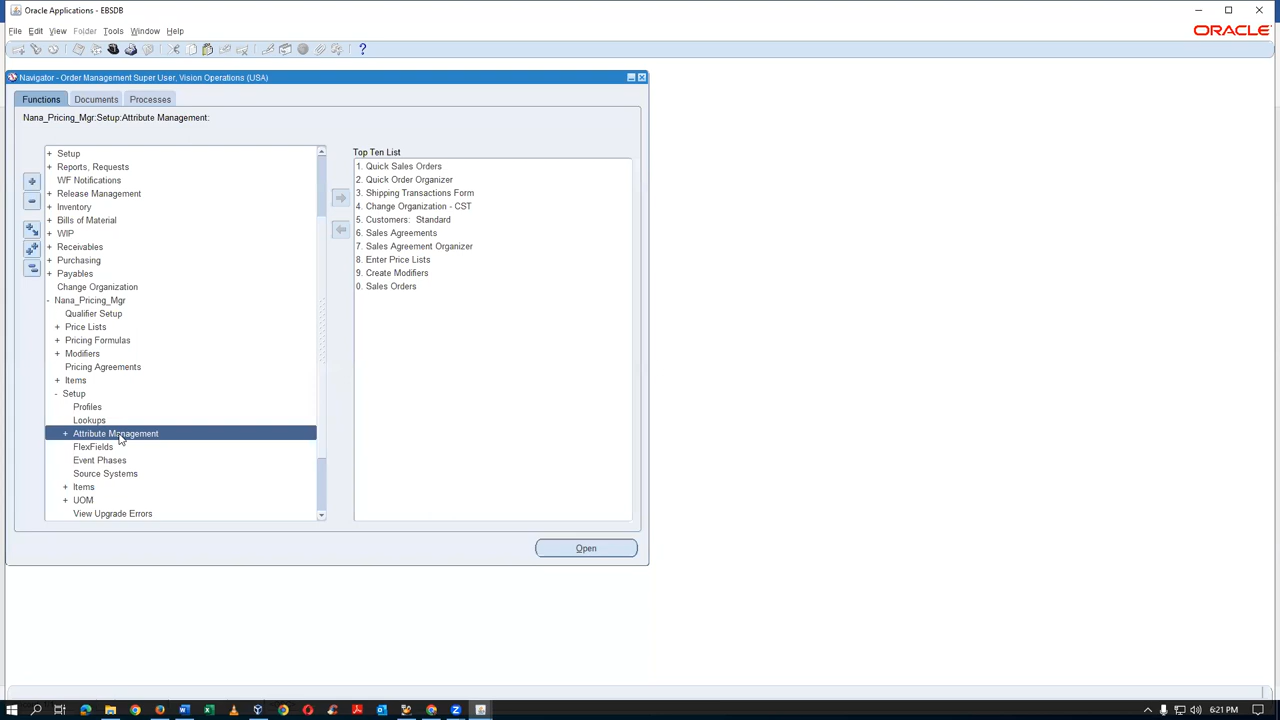 Oracle Applications - EBSDB
File Edit View Folder Tools Window Help
ORACLE
Navigator - Order Management Super User, Vision Operations (USA)
Functions Documents Processes
Nana_Pricing_Mgr:Setup:Attribute Management:
+ Setup
+ Reports, Requests
WF Notifications
+ Release Management
+ Inventory
+ Bills of Material
+ WIP
+ Receivables
+ Purchasing
+ Payables
Change Organization
- Nana_Pricing_Mgr
Qualifier Setup
+ Price Lists
+ Pricing Formulas
+ Modifiers
Pricing Agreements
+ Items
- Setup
Profiles
Lookups
+ Attribute Management
FlexFields
Event Phases
Source Systems
+ Items
+ UOM
View Upgrade Errors
Top Ten List
1. Quick Sales Orders
2. Quick Order Organizer
3. Shipping Transactions Form
4. Change Organization - CST
5. Customers: Standard
6. Sales Agreements
7. Sales Agreement Organizer
8. Enter Price Lists
9. Create Modifiers
0. Sales Orders
Open
6:21 PM